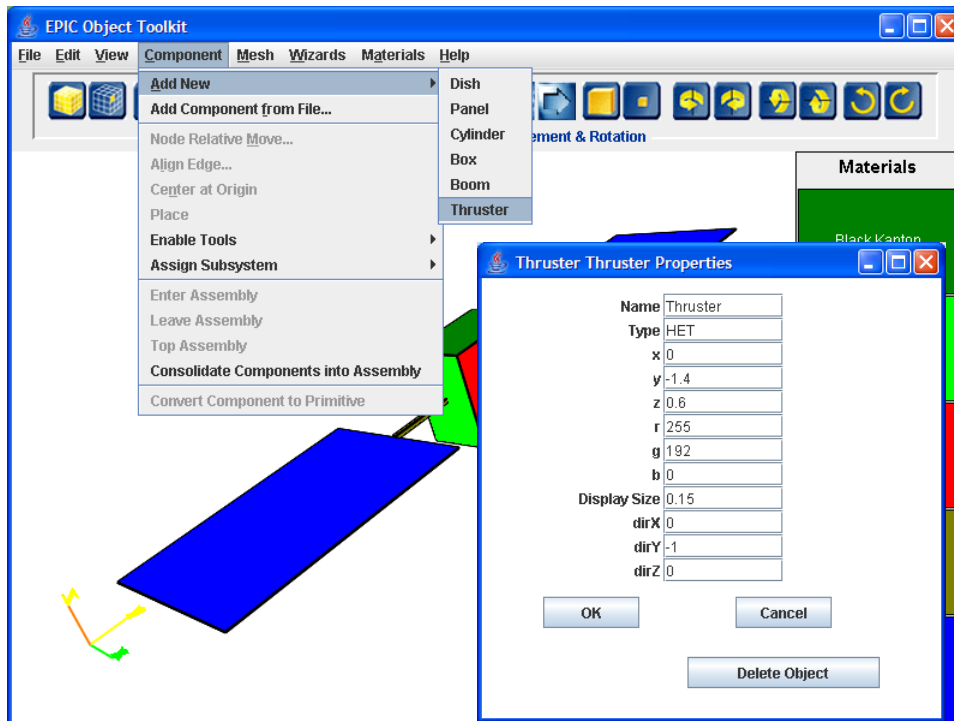 EPIC Object Toolkit
File Edit View Component Mesh Wizards Materials Help
Add New
Add Component from File...
Node Relative Move...
Align Edge...
Center at Origin
Place
Enable Tools
Assign Subsystem
Enter Assembly
Leave Assembly
Top Assembly
Consolidate Components into Assembly
Convert Component to Primitive
Dish
Panel
Cylinder
Box
Boom
Thruster
ement & Rotation
Materials
Black Kapton
Thruster Thruster Properties
Name Thruster
Type HET
x 0
y -1.4
z 0.6
r 255
g 192
b 0
Display Size 0.15
dirX 0
dirY -1
dirZ 0
OK Cancel
Delete Object